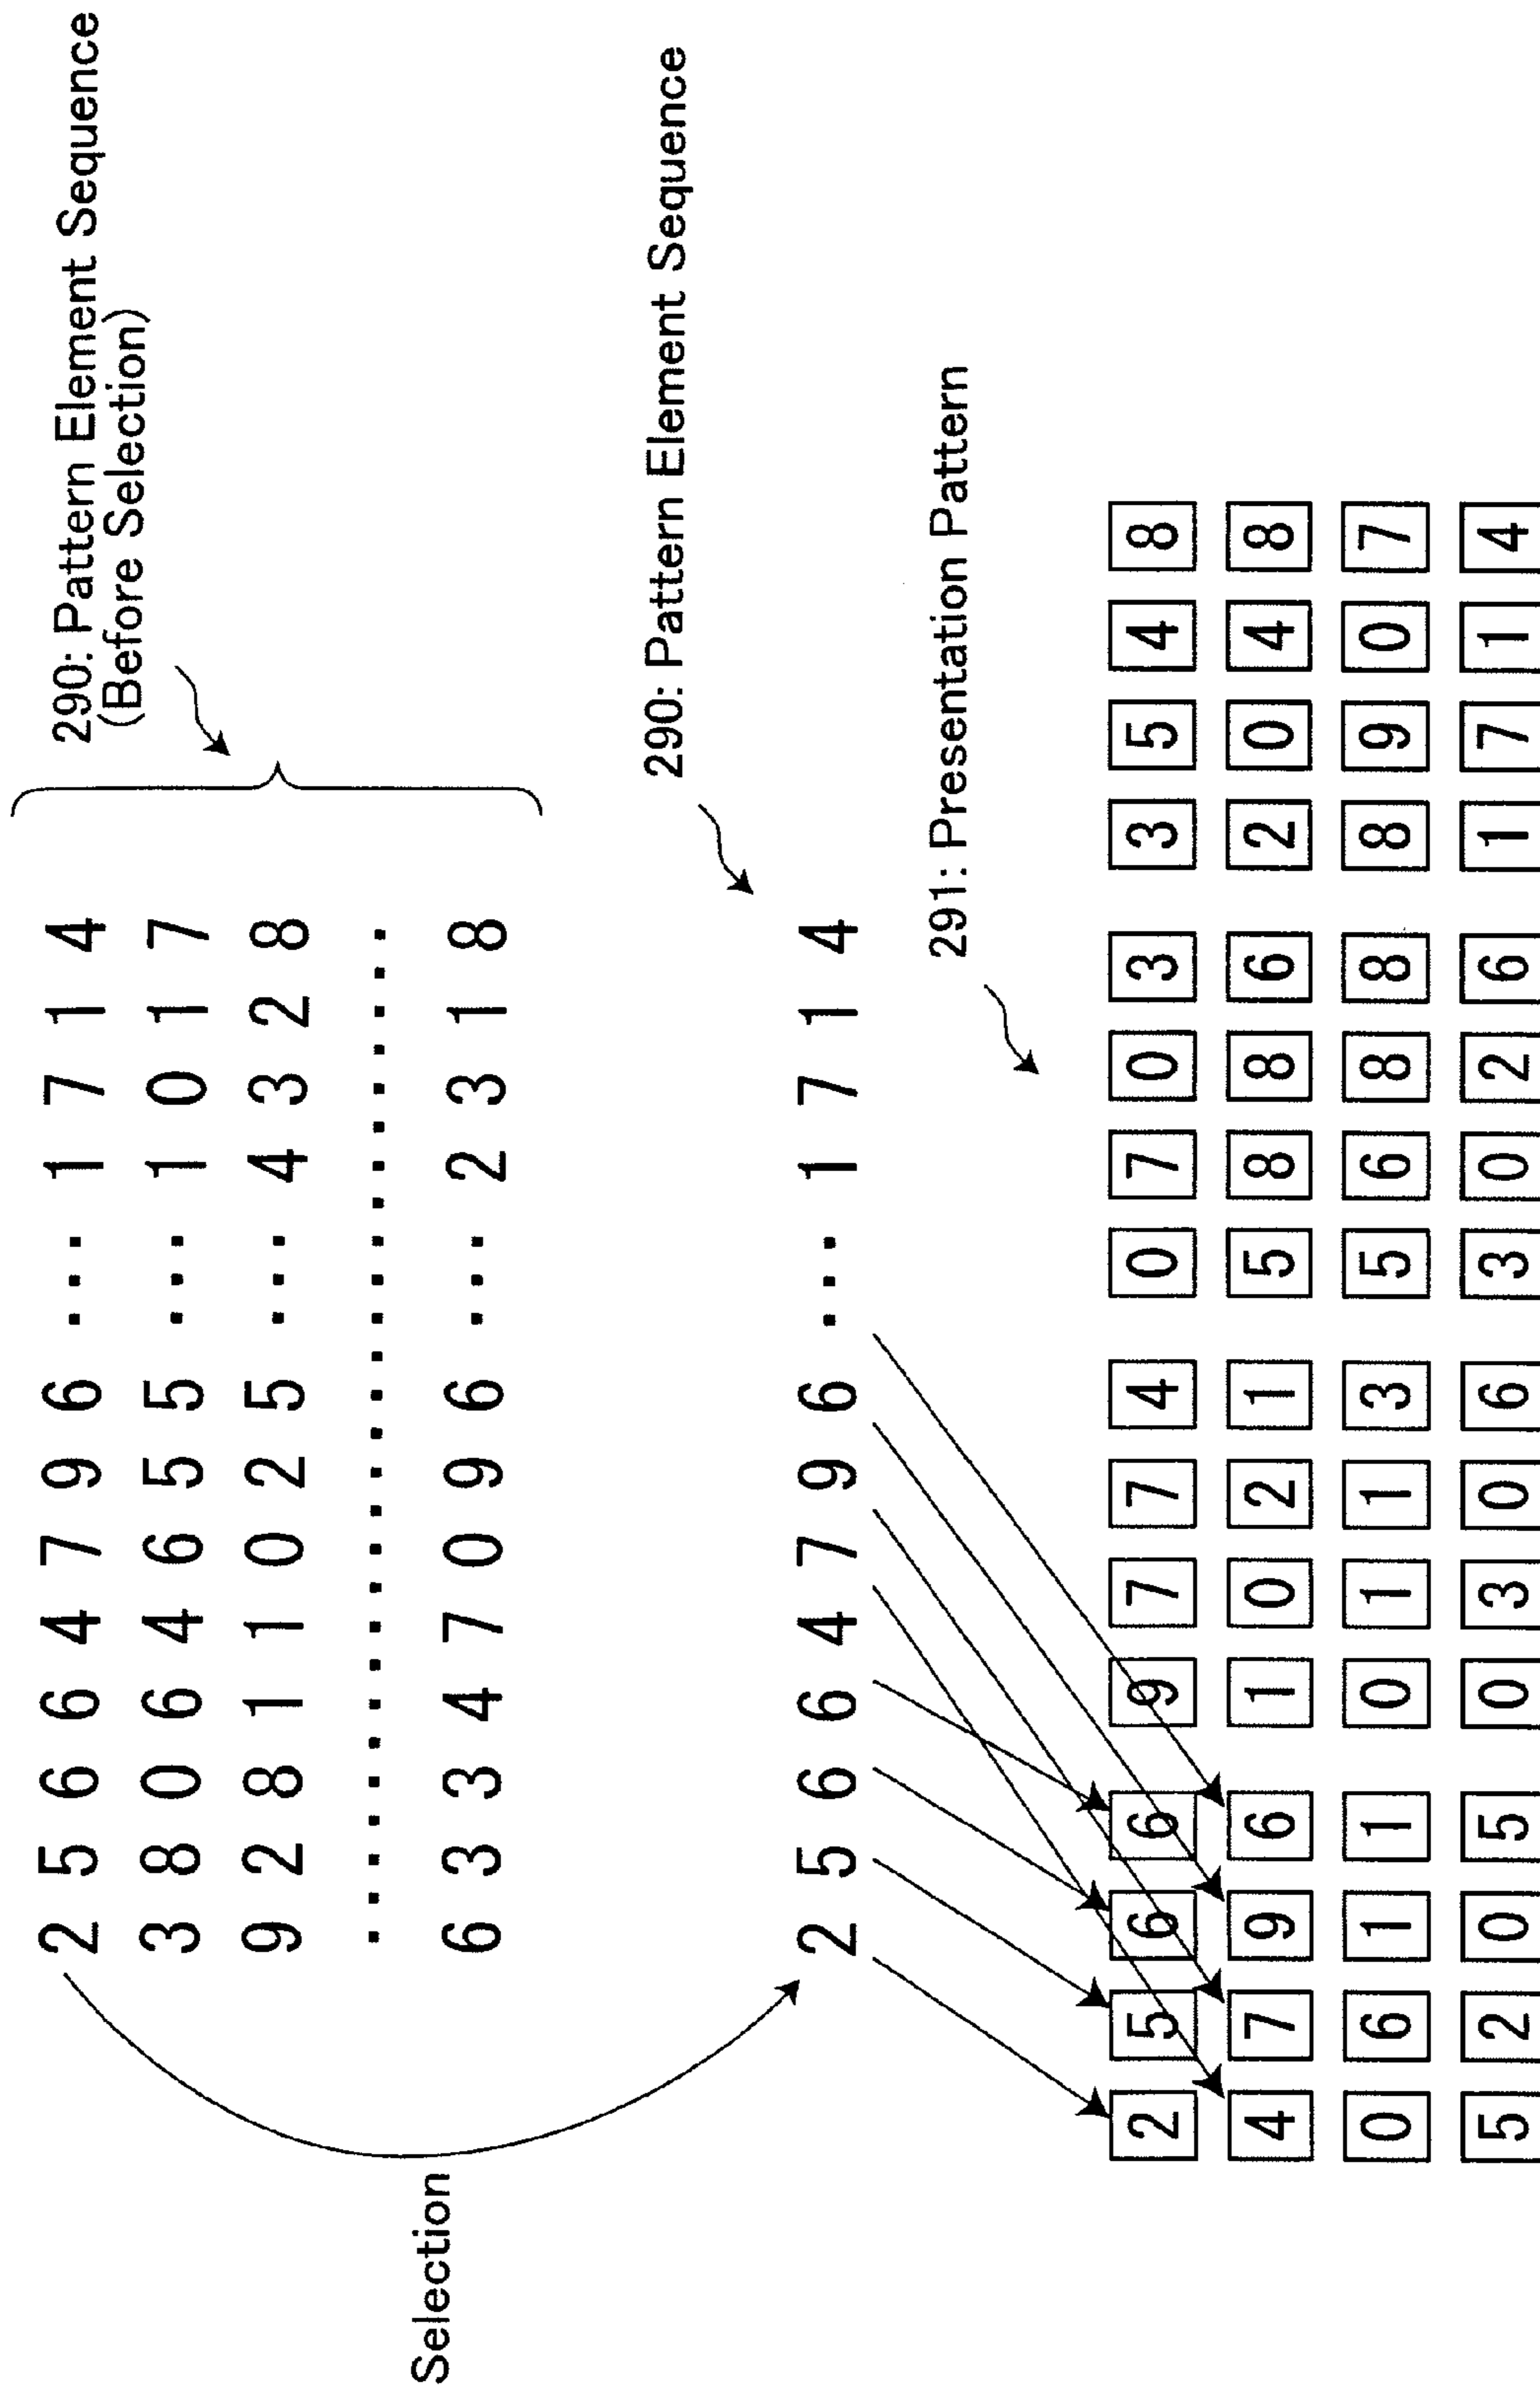 290: Pattern Element Sequence
(Before Selection)
2 5 6 6 4 7 9 6 ... 1 7 1 4
3 8 0 6 4 6 5 5 ... 1 0 1 7
9 2 8 1 1 0 2 5 ... 4 3 2 8
6 3 3 4 7 0 9 6 ... 2 3 1 8
Selection
290: Pattern Element Sequence
2 5 6 6 4 7 9 6 ... 1 7 1 4
291: Presentation Pattern
2 5 6 6 9 7 7 4 0 7 0 3 3 5 4 8
4 7 9 6 1 0 2 1 5 8 8 6 2 0 4 8
0 6 1 1 0 1 1 3 5 6 8 8 8 9 0 7
5 2 0 5 0 3 0 6 3 0 2 6 1 7 1 4